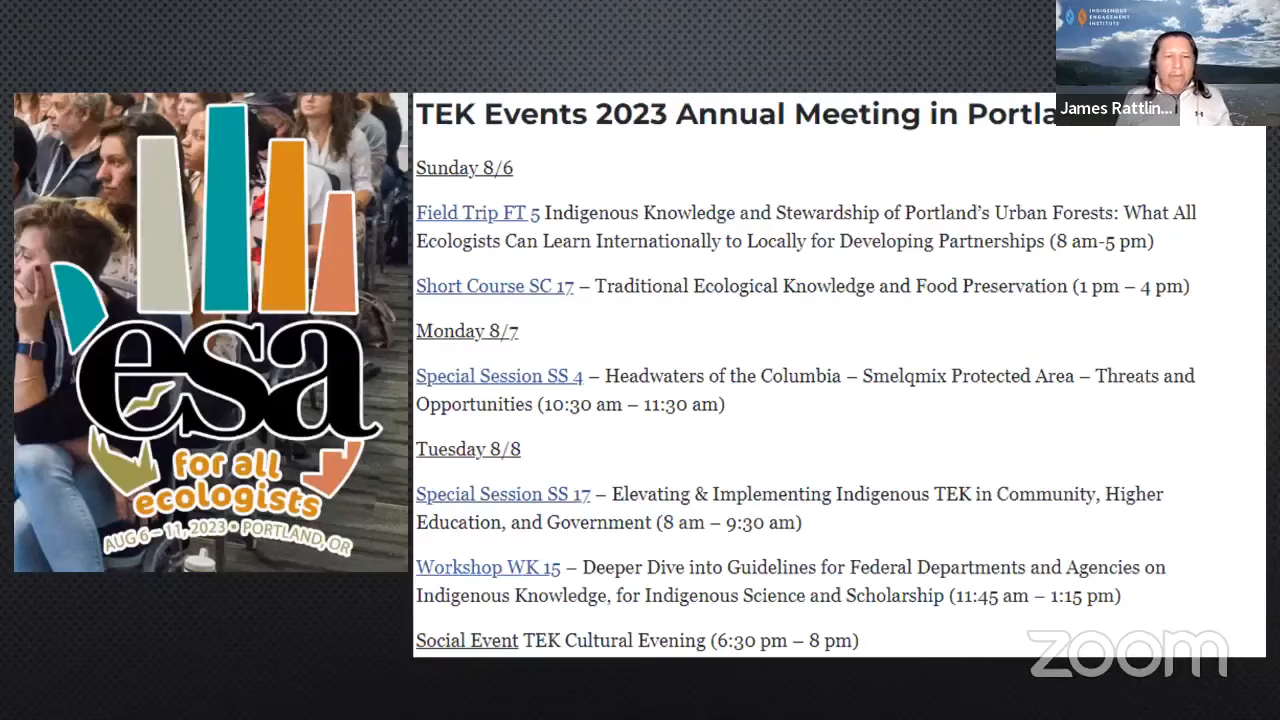 INDIGENOUS
ENGAGEMENT
INSTITUTE
James Rattlin...
TEK Events 2023 Annual Meeting in Portla
Sunday 8/6
Field Trip FT 5 Indigenous Knowledge and Stewardship of Portland's Urban Forests: What All
Ecologists Can Learn Internationally to Locally for Developing Partnerships (8 am-5 pm)
Short Course SC 17 – Traditional Ecological Knowledge and Food Preservation (1 pm – 4 pm)
Monday 8/7
Special Session SS 4 – Headwaters of the Columbia – Smelqmix Protected Area – Threats and
Opportunities (10:30 am – 11:30 am)
Tuesday 8/8
Special Session SS 17 – Elevating & Implementing Indigenous TEK in Community, Higher
Education, and Government (8 am – 9:30 am)
Workshop WK 15 – Deeper Dive into Guidelines for Federal Departments and Agencies on
Indigenous Knowledge, for Indigenous Science and Scholarship (11:45 am – 1:15 pm)
Social Event TEK Cultural Evening (6:30 pm – 8 pm)
esa
for all
ecologists
AUG 6 – 11, 2023 • PORTLAND, OR
zoom